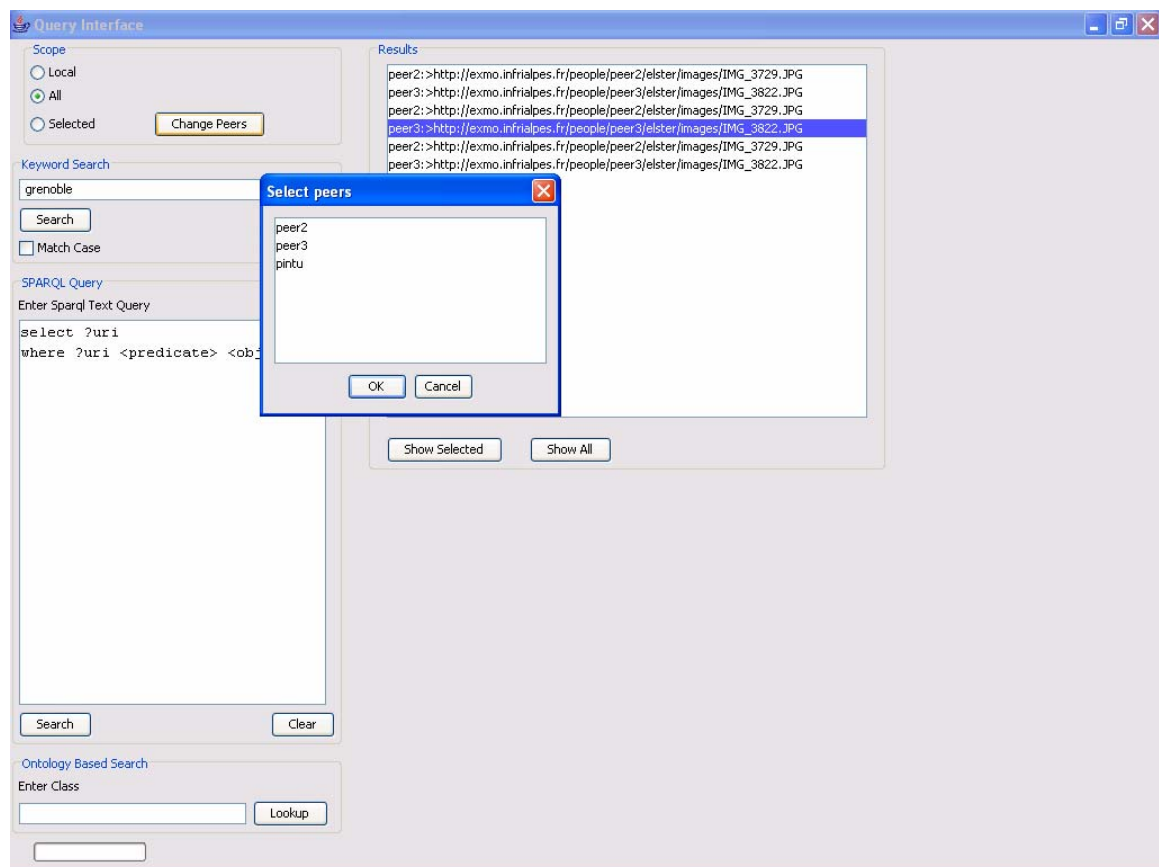 Query Interface
Scope
Local
All
Selected
Change Peers
Keyword Search
grenoble
Search
Match Case
SPARQL Query
Enter Sparql Text Query
select ?uri
where ?uri <predicate> <obj
Search
Clear
Ontology Based Search
Enter Class
Lookup
Results
peer2:>http://exmo.infrialpes.fr/people/peer2/elster/images/IMG_3729.JPG
peer3:>http://exmo.infrialpes.fr/people/peer3/elster/images/IMG_3822.JPG
peer2:>http://exmo.infrialpes.fr/people/peer2/elster/images/IMG_3729.JPG
peer3:>http://exmo.infrialpes.fr/people/peer3/elster/images/IMG_3822.JPG
peer2:>http://exmo.infrialpes.fr/people/peer2/elster/images/IMG_3729.JPG
peer3:>http://exmo.infrialpes.fr/people/peer3/elster/images/IMG_3822.JPG
Show Selected
Show All
Select peers
peer2
peer3
pintu
OK
Cancel